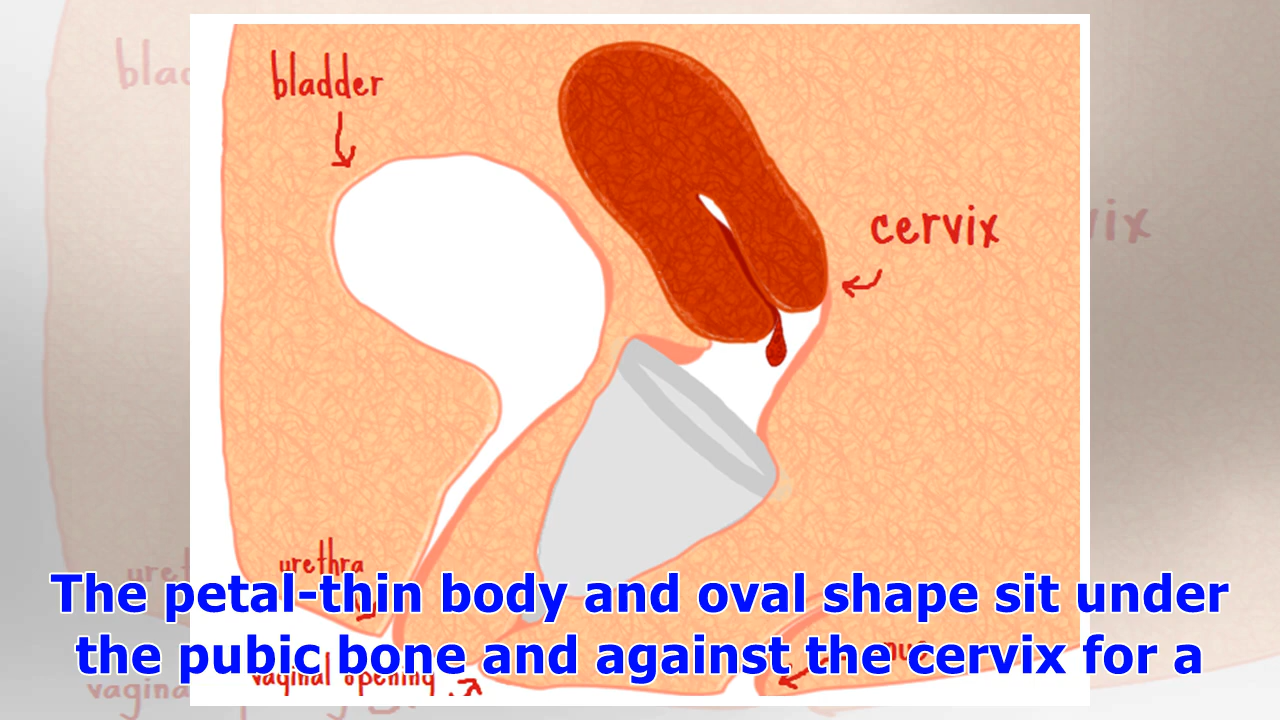 bladder
cervix
urethra
The petal-thin body and oval shape sit under
the pubic bone and against the cervix for a
vaginal opening